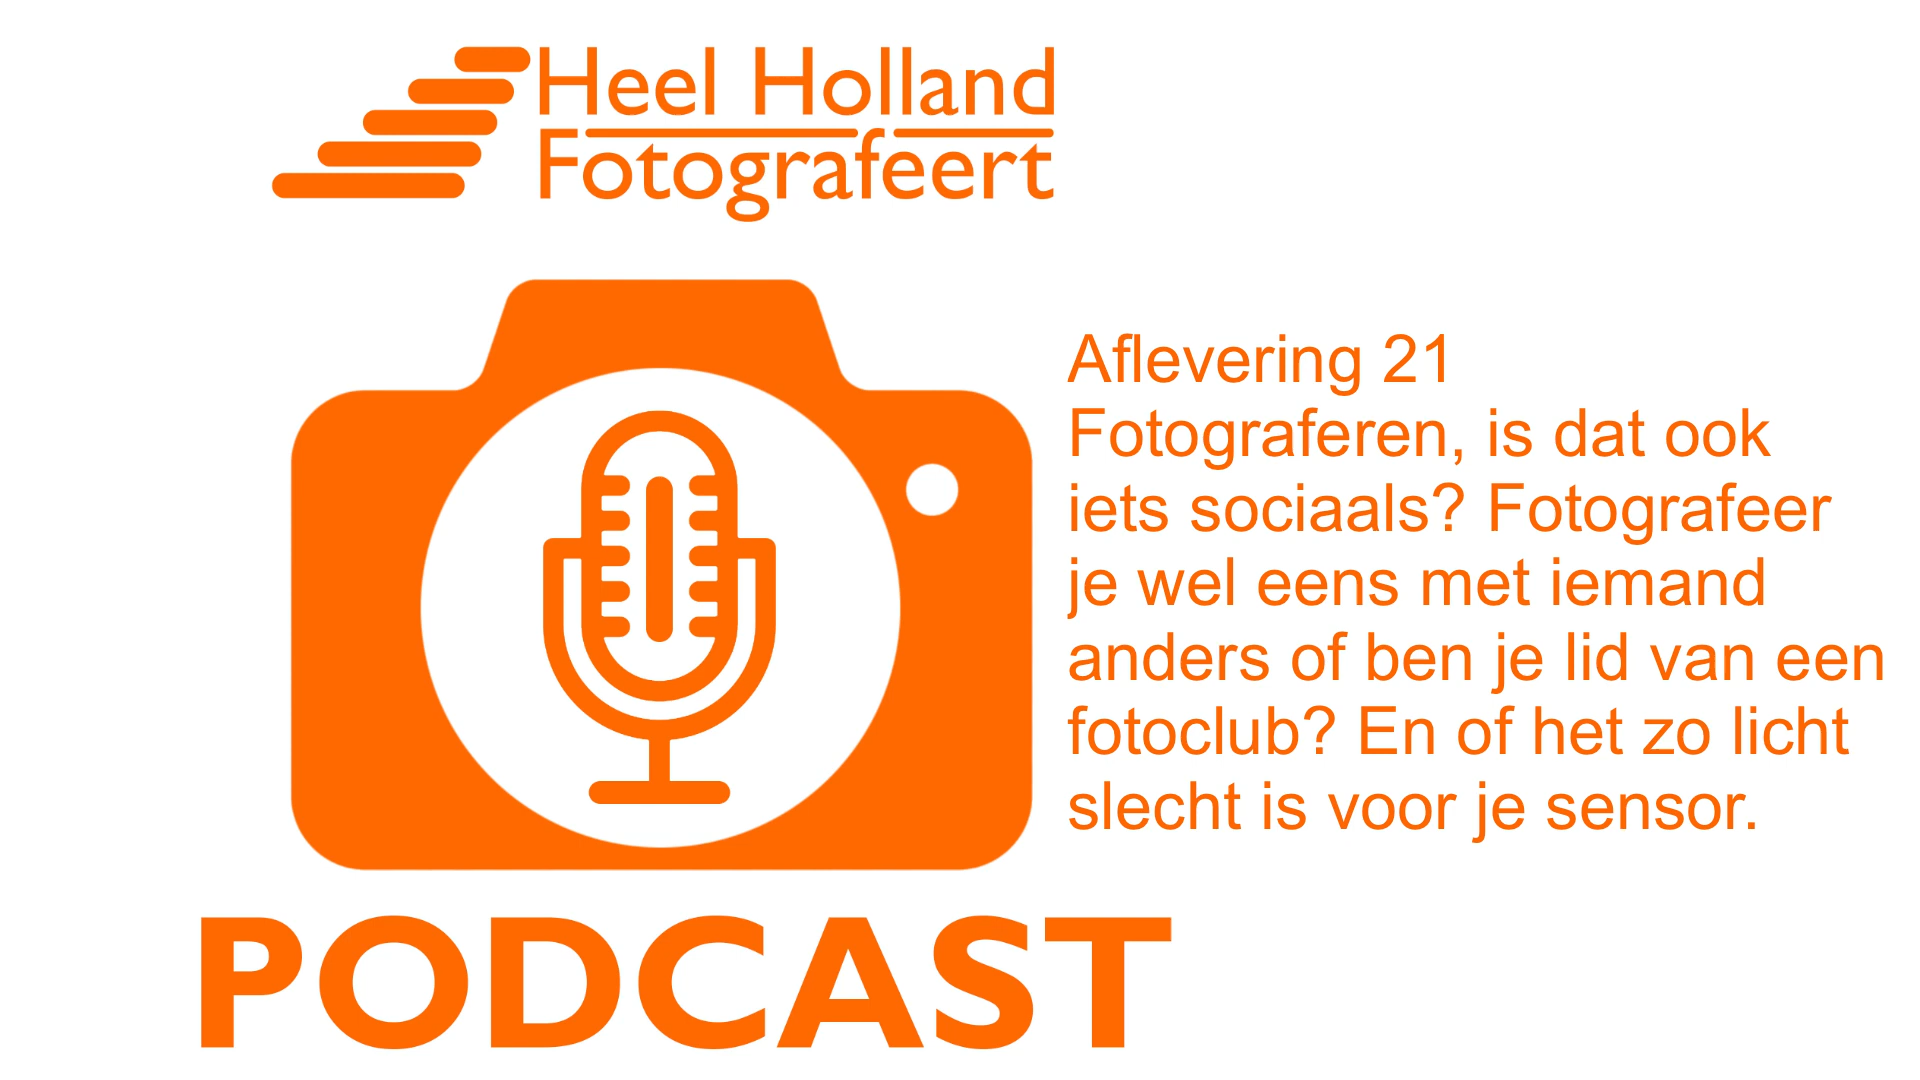 Heel Holland
Fotografeert
Aflevering 21
Fotograferen, is dat ook
iets sociaals? Fotografeer
je wel eens met iemand
anders of ben je lid van een
fotoclub? En of het zo licht
slecht is voor je sensor.
PODCAST